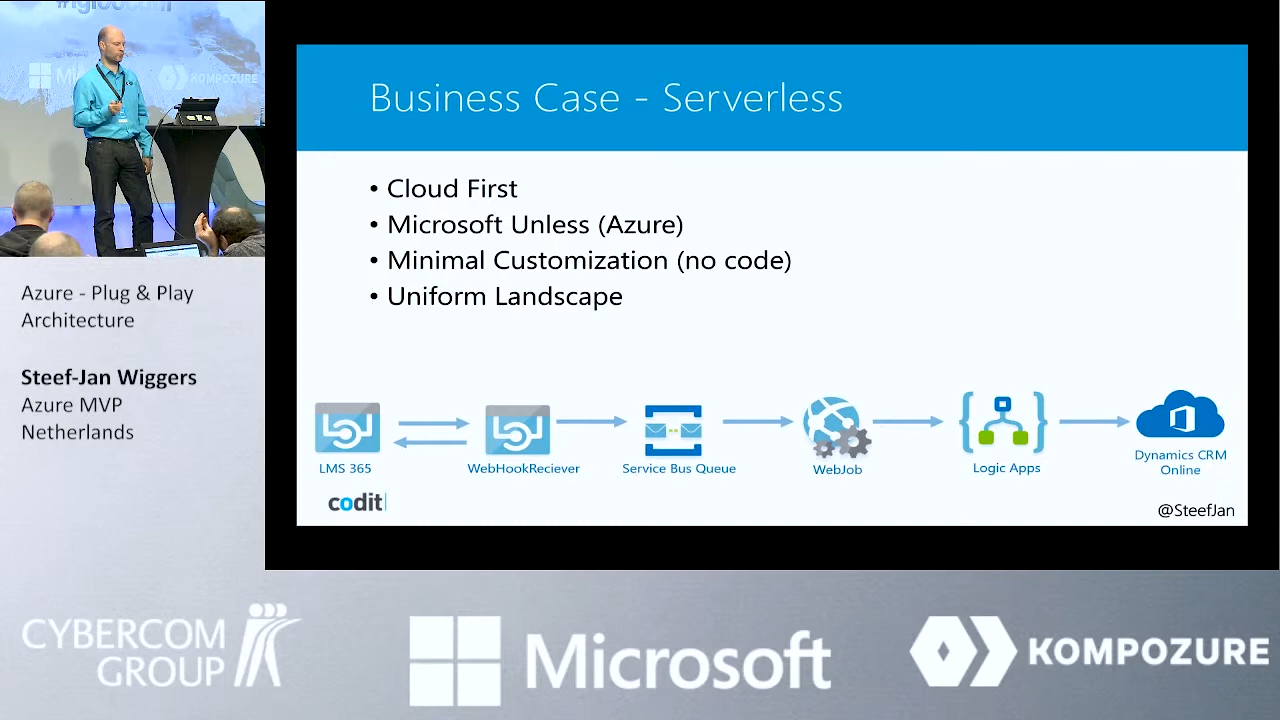 KOMPOZURE
Azure - Plug & Play
Architecture
Steef-Jan Wiggers
Azure MVP
Netherlands
Business Case - Serverless
• Cloud First
• Microsoft Unless (Azure)
• Minimal Customization (no code)
• Uniform Landscape
LMS 365
WebHookReciever
Service Bus Queue
WebJob
Logic Apps
Dynamics CRM
Online
codit
@SteefJan
CYBERCOM
GROUP
Microsoft
KOMPOZURE